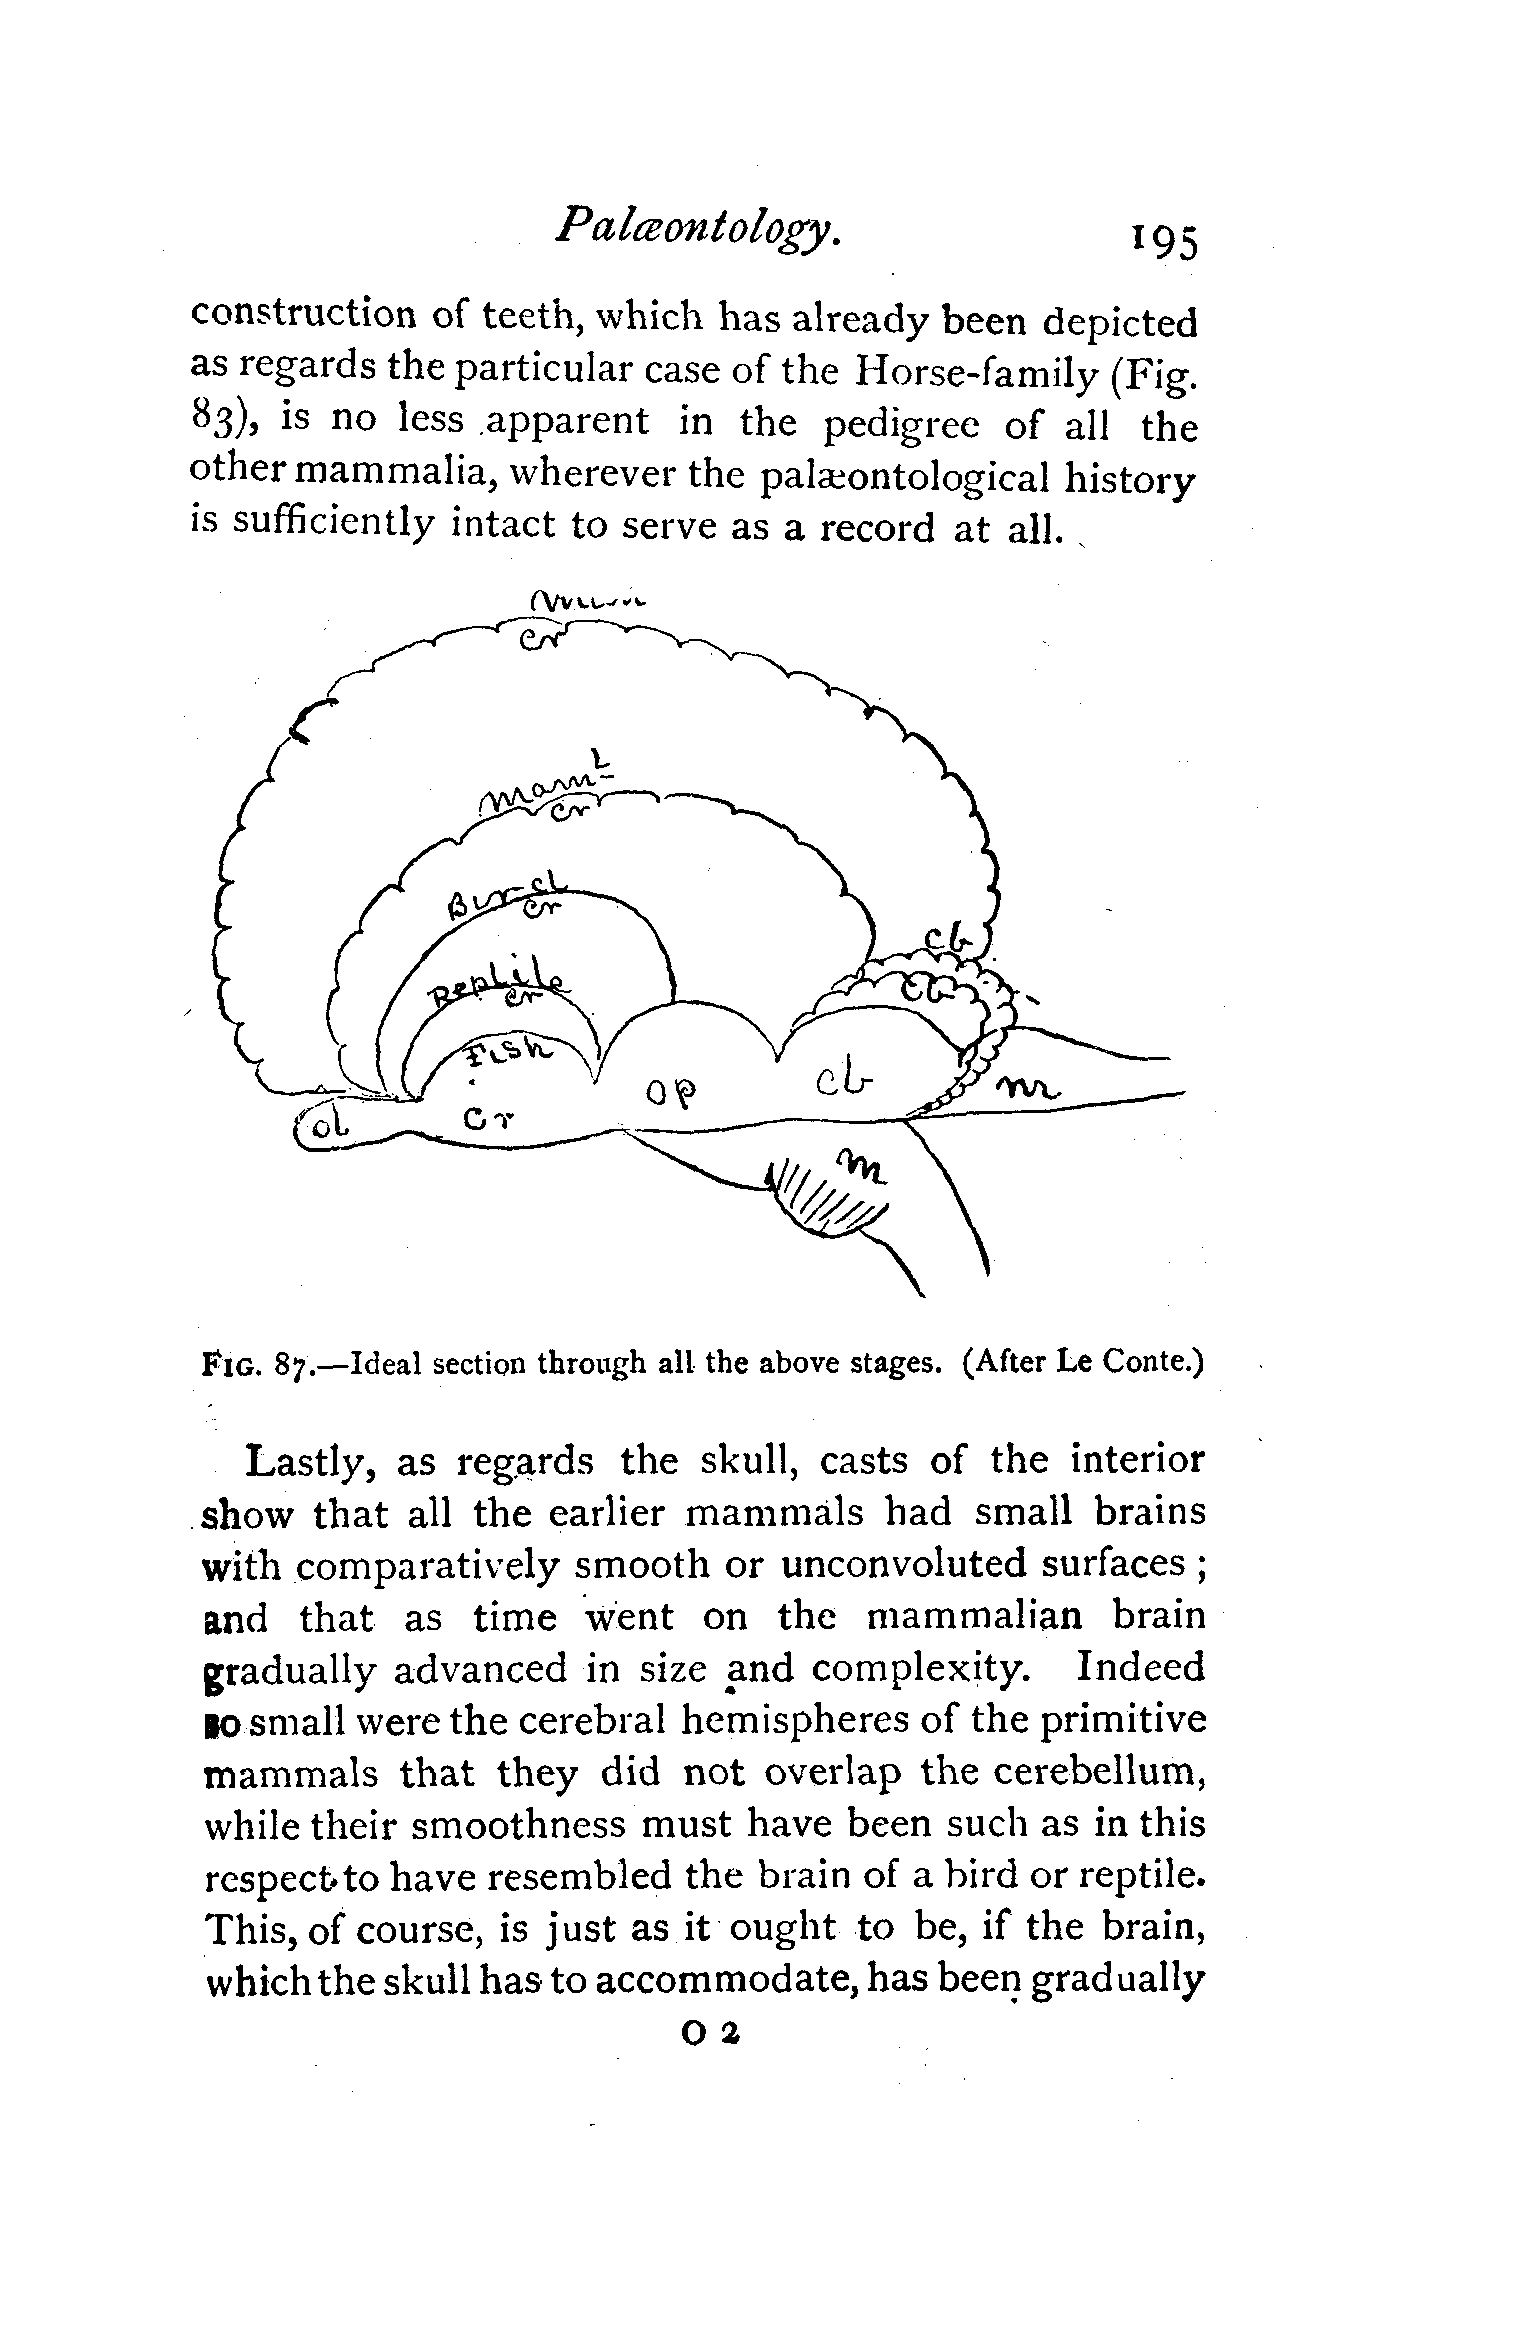 Palæontology.
195
construction of teeth, which has already been depicted
as regards the particular case of the Horse-family (Fig.
83), is no less apparent in the pedigree of all the
other mammalia, wherever the palæontological history
is sufficiently intact to serve as a record at all.
cr
mam^l
cr
Bird
cr
Reptile
cr
Fish
cb
cb
op
cb
m
ol
cr
m
FIG. 87.—Ideal section through all the above stages. (After Le Conte.)
Lastly, as regards the skull, casts of the interior
show that all the earlier mammals had small brains
with comparatively smooth or unconvoluted surfaces ;
and that as time went on the mammalian brain
gradually advanced in size and complexity. Indeed
so small were the cerebral hemispheres of the primitive
mammals that they did not overlap the cerebellum,
while their smoothness must have been such as in this
respect to have resembled the brain of a bird or reptile.
This, of course, is just as it ought to be, if the brain,
which the skull has to accommodate, has been gradually
O 2